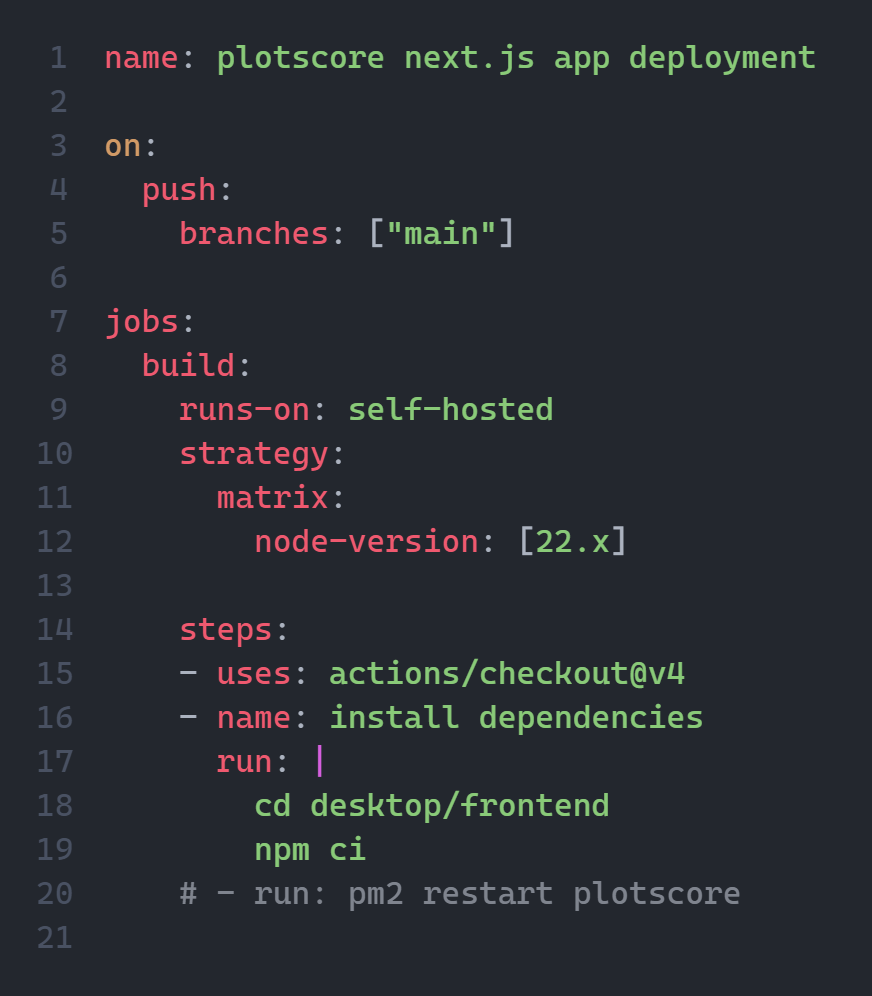 1 name: plotscore next.js app deployment
2
3 on:
4   push:
5     branches: ["main"]
6
7 jobs:
8   build:
9     runs-on: self-hosted
10     strategy:
11       matrix:
12         node-version: [22.x]
13
14     steps:
15     - uses: actions/checkout@v4
16     - name: install dependencies
17       run: |
18         cd desktop/frontend
19         npm ci
20     # - run: pm2 restart plotscore
21